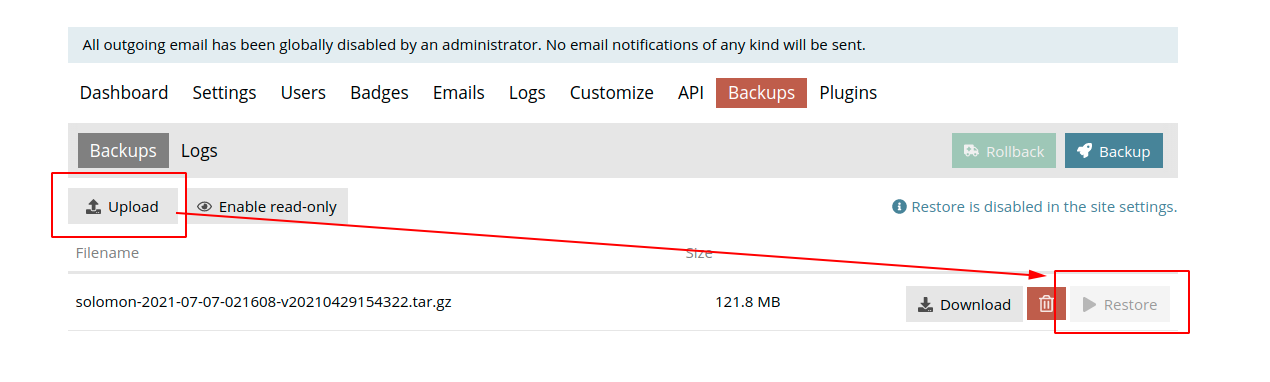 All outgoing email has been globally disabled by an administrator. No email notifications of any kind will be sent.
Dashboard Settings Users Badges Emails Logs Customize API Backups Plugins
Backups Logs Rollback Backup
Upload Enable read-only Restore is disabled in the site settings.
Filename Size
solomon-2021-07-07-021608-v20210429154322.tar.gz 121.8 MB Download Restore